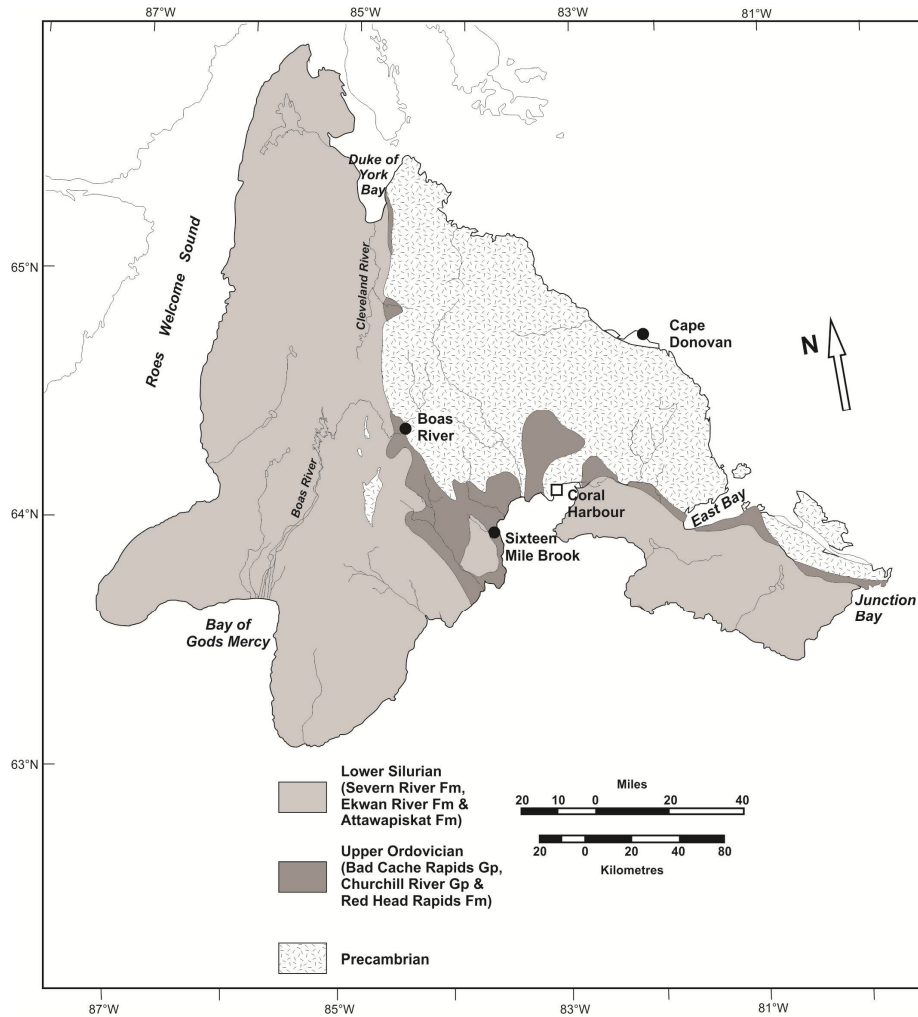 87°W
85°W
83°W
81°W
Duke of
York
Bay
Roes Welcome Sound
Cleveland River
65°N
Cape
Donovan
N
Boas
River
Boas River
Coral
Harbour
East Bay
64°N
Sixteen
Mile Brook
Junction
Bay
Bay of
Gods Mercy
63°N
Lower Silurian
(Severn River Fm,
Ekwan River Fm &
Attawapiskat Fm)
Miles
20 10 0 20 40
20 0 20 40 80
Kilometres
Upper Ordovician
(Bad Cache Rapids Gp,
Churchill River Gp &
Red Head Rapids Fm)
Precambrian
87°W
85°W
83°W
81°W